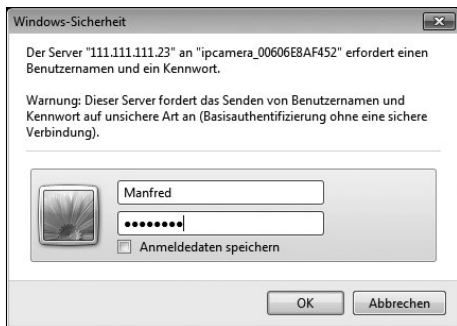 Windows-Sicherheit
Der Server "111.111.111.23" an "ipcamera_00606E8AF452" erfordert einen
Benutzernamen und ein Kennwort.
Warnung: Dieser Server fordert das Senden von Benutzernamen und
Kennwort auf unsichere Art an (Basisauthentifizierung ohne eine sichere
Verbindung).
Manfred
●●●●●●●●
Anmeldedaten speichern
OK
Abbrechen